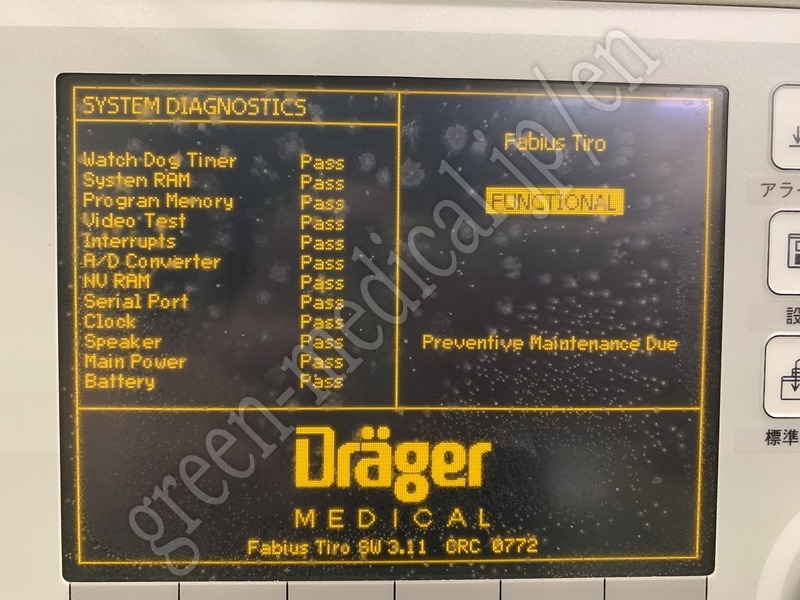 SYSTEM DIAGNOSTICS
Watch Dog Timer Pass
System RAM Pass
Program Memory Pass
Video Test Pass
Interrupts Pass
A/D Converter Pass
NV RAM Pass
Serial Port Pass
Clock Pass
Speaker Pass
Main Power Pass
Battery Pass
Fabius Tiro
FUNCTIONAL
Preventive Maintenance Due
Dräger
MEDICAL
Fabius Tiro SW 3.11 CRC 0772
アラー
設
標準
green-medical.jp/en